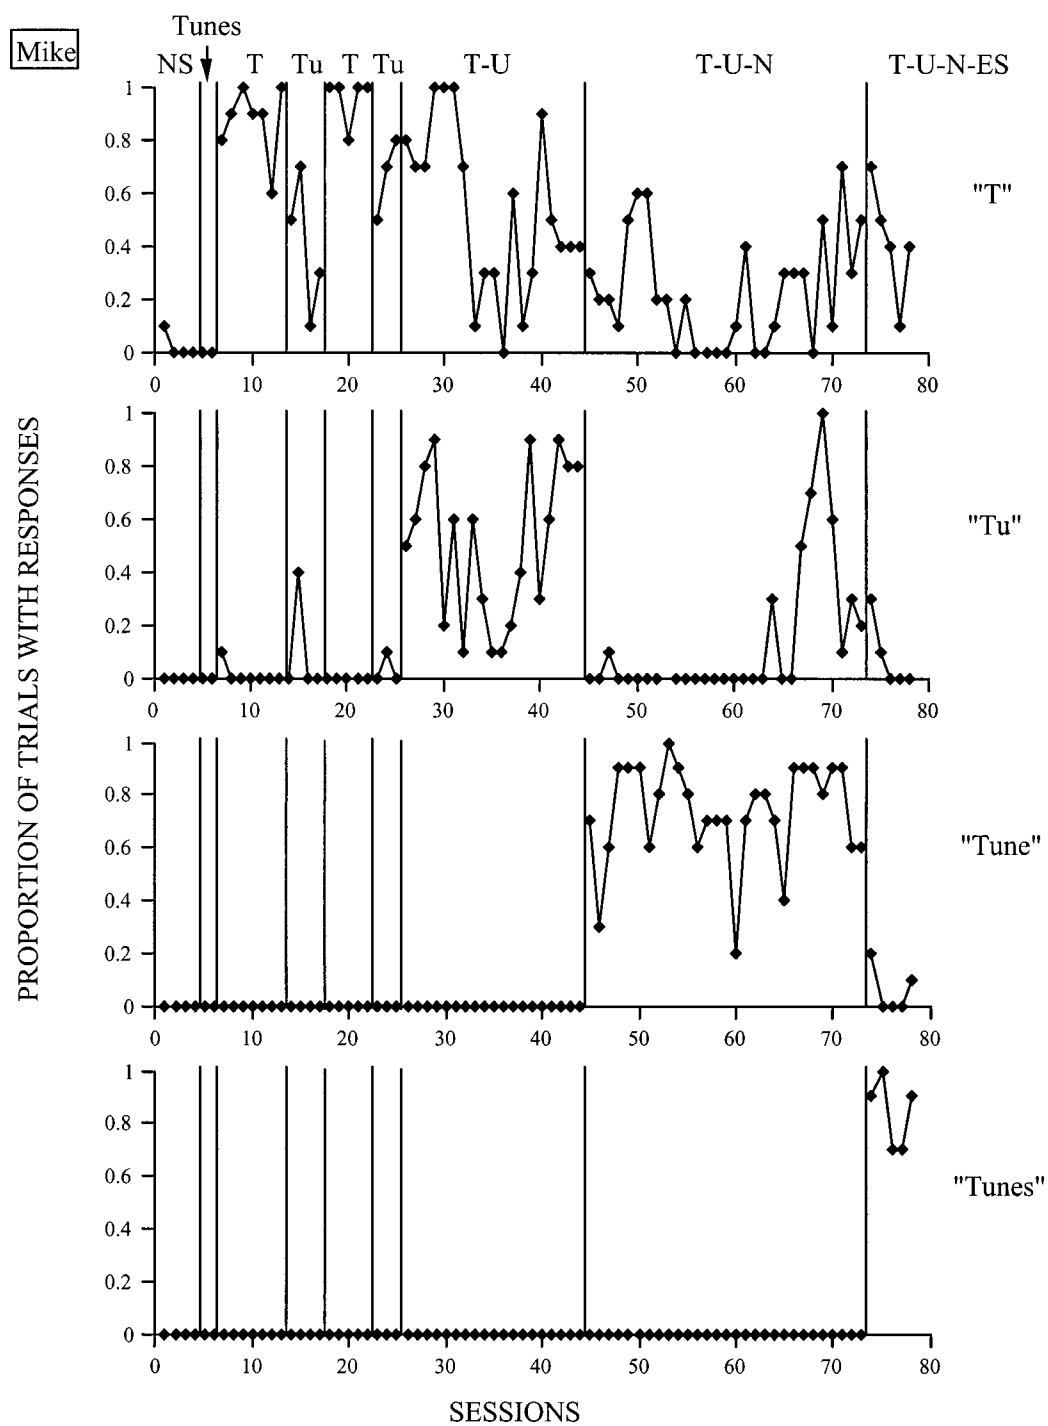 Tunes
Mike
NS T Tu T Tu T-U T-U-N T-U-N-ES
1
0.8
0.6
0.4
0.2
0
0 10 20 30 40 50 60 70 80
"T"
1
0.8
0.6
0.4
0.2
0
0 10 20 30 40 50 60 70 80
"Tu"
1
0.8
0.6
0.4
0.2
0
0 10 20 30 40 50 60 70 80
"Tune"
1
0.8
0.6
0.4
0.2
0
0 10 20 30 40 50 60 70 80
"Tunes"
PROPORTION OF TRIALS WITH RESPONSES
SESSIONS